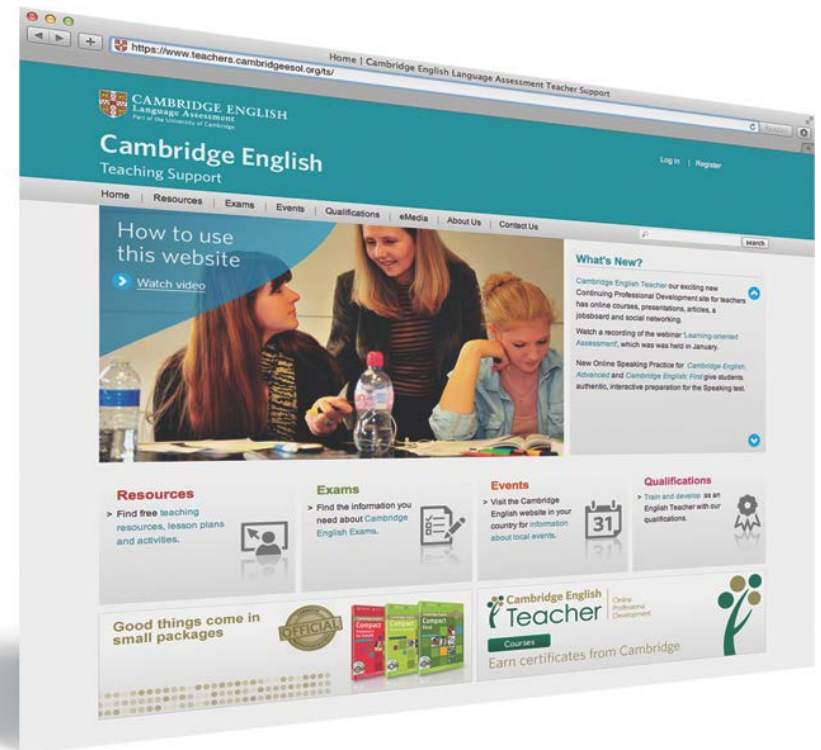 Home | Cambridge English Language Assessment Teacher Support
https://www.teachers.cambridgeesol.org/ts/
CAMBRIDGE ENGLISH
Language Assessment
Part of the University of Cambridge
Log in | Register
Cambridge English
Teaching Support
Home | Resources | Exams | Events | Qualifications | eMedia | About Us | Contact Us
search
How to use
this website
Watch video
What's New?
Cambridge English Teacher our exciting new
Continuing Professional Development site for teachers
has online courses, presentations, articles, a
jobsboard and social networking.
Watch a recording of the webinar 'Learning-oriented
Assessment', which was was held in January.
New Online Speaking Practice for Cambridge English:
Advanced and Cambridge English: First give students
authentic, interactive preparation for the Speaking test.
Resources
> Find free teaching
resources, lesson plans
and activities.
Exams
> Find the information you
need about Cambridge
English Exams.
Events
> Visit the Cambridge
English website in your
country for information
about local events.
31
Qualifications
> Train and develop as an
English Teacher with our
qualifications.
Good things come in
small packages
OFFICIAL
Compact
Compact
Compact
First
Cambridge English
Teacher
Online
Professional
Development
Courses
Earn certificates from Cambridge